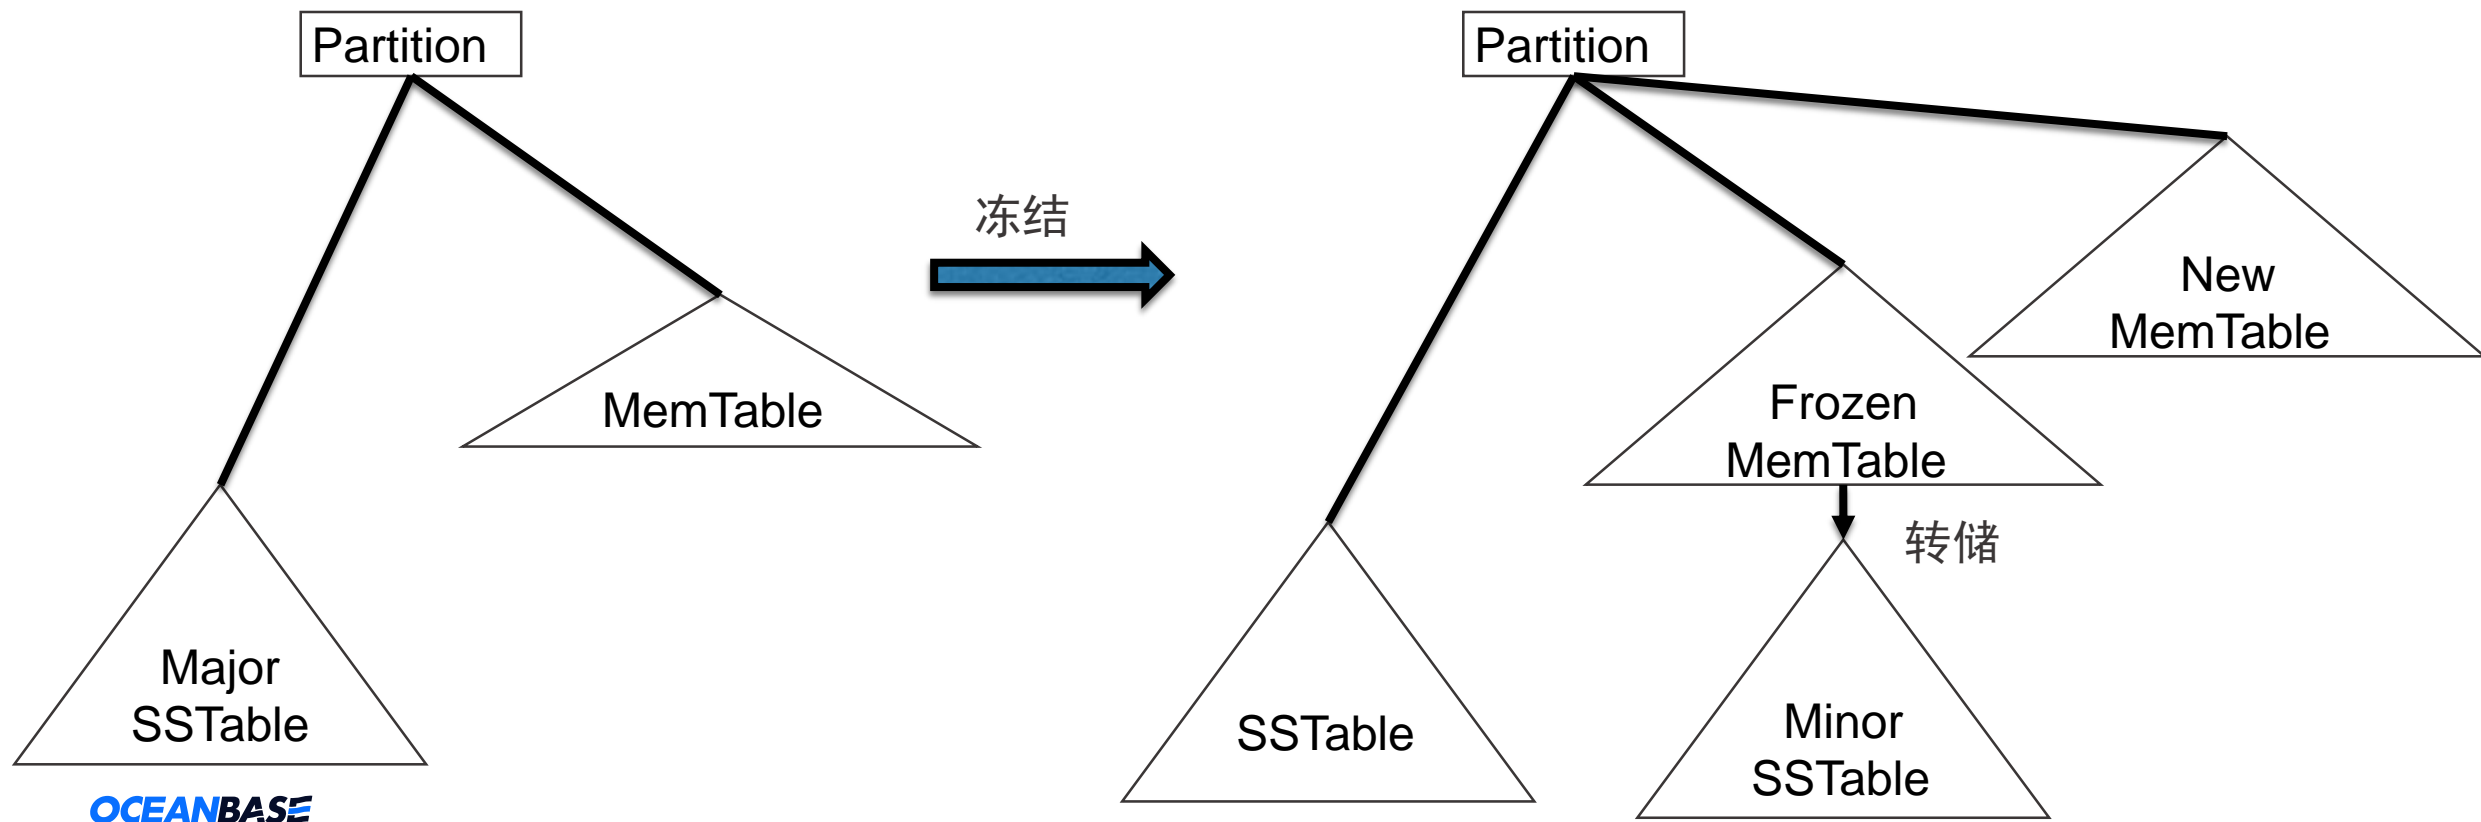 Partition
MemTable
Major
SSTable
冻结
Partition
New
MemTable
Frozen
MemTable
转储
SSTable
Minor
SSTable
OCEANBASE